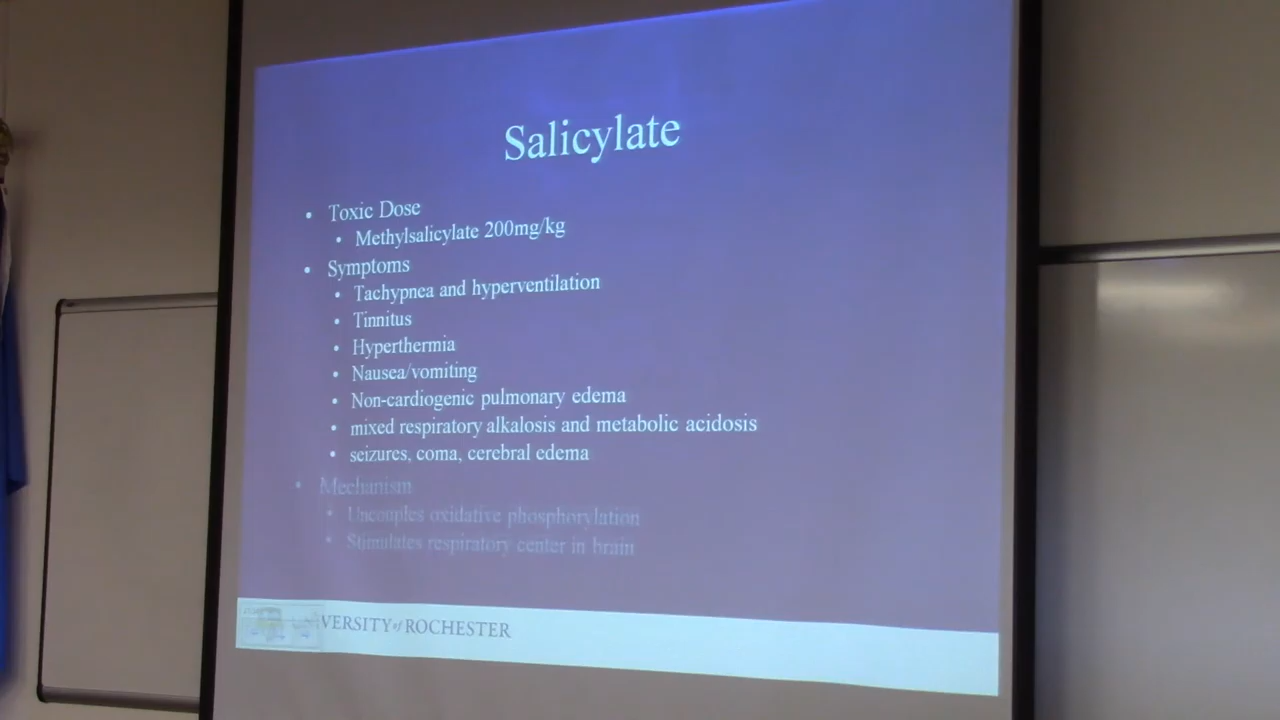 Salicylate
• Toxic Dose
• Methylsalicylate 200mg/kg
• Symptoms
• Tachypnea and hyperventilation
• Tinnitus
• Hyperthermia
• Nausea/vomiting
• Non-cardiogenic pulmonary edema
• mixed respiratory alkalosis and metabolic acidosis
• seizures, coma, cerebral edema
• Mechanism
• Uncouples oxidative phosphorylation
• Stimulates respiratory center in brain
VERSITY of ROCHESTER